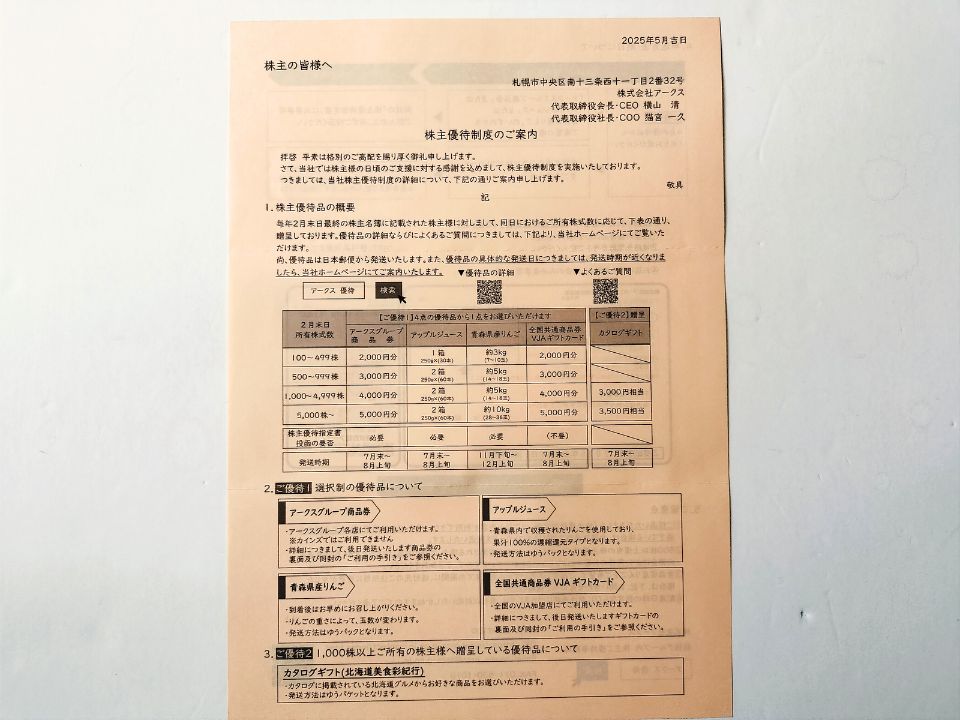 2025年5月吉日
株主の皆様へ
札幌市中央区南十三条西十一丁目2番32号
株式会社アークス
代表取締役会長・CEO 横山 清
代表取締役社長・COO 猫宮 一久
株主優待制度のご案内
拝啓 平素は格別のご高配を賜り厚く御礼申し上げます。
さて、当社では株主様の日頃のご支援に対する感謝を込めまして、株主優待制度を実施いたしております。
つきましては、当社株主優待制度の詳細について、下記の通りご案内申し上げます。
敬具
記
1.株主優待品の概要
毎年2月末日最終の株主名簿に記載された株主様に対しまして、同日におけるご所有株式数に応じて、下表の通り、
贈呈しております。優待品の詳細ならびによくあるご質問につきましては、下記より、当社ホームページにてご覧いた
だけます。
尚、優待品は日本郵便から発送いたします。また、優待品の具体的な発送日につきましては、発送時期が近くなりま
したら、当社ホームページにてご案内いたします。 ▼優待品の詳細 ▼よくあるご質問
アークス 優待 検索
2月末日 所有株式数 【ご優待1】4点の優待品から1点をお選びいただけます 【ご優待2】贈呈
アークスグループ 商品券 アップルジュース 青森県産りんご 全国共通商品券 VJAギフトカード カタログギフト
100~499株 2,000円分 1箱 250g×(30本) 約3kg (7~10玉) 2,000円分
500~999株 3,000円分 2箱 250g×(60本) 約5kg (14~18玉) 3,000円分
1,000~4,999株 4,000円分 2箱 250g×(60本) 約5kg (14~18玉) 4,000円分 3,000円相当
5,000株~ 5,000円分 2箱 250g×(60本) 約10kg (28~36玉) 5,000円分 3,500円相当
株主優待指定書 投函の要否 必要 必要 必要 (不要)
発送時期 7月末~ 8月上旬 7月末~ 8月上旬 11月下旬~ 12月上旬 7月末~ 8月上旬 7月末~ 8月上旬
2.ご優待1 選択制の優待品について
アークスグループ商品券
・アークスグループ各店にてご利用いただけます。
※カインズではご利用できません
・詳細につきまして、後日発送いたします商品券の
裏面及び同封の「ご利用の手引き」をご参照ください。
アップルジュース
・青森県内で収穫されたりんごを使用しており、
果汁100%の濃縮還元タイプとなります。
・発送方法はゆうパックとなります。
青森県産りんご
・到着後はお早めにお召し上がりください。
・りんごの重さによって、玉数が変わります。
・発送方法はゆうパックとなります。
全国共通商品券 VJA ギフトカード
・全国のVJA加盟店にてご利用いただけます。
・詳細につきまして、後日発送いたしますギフトカードの
裏面及び同封の「ご利用の手引き」をご参照ください。
3.ご優待2 1,000株以上ご所有の株主様へ贈呈している優待品について
カタログギフト(北海道美食彩紀行)
・カタログに掲載されている北海道グルメからお好きな商品をお選びいただけます。
・発送方法はゆうパケットとなります。